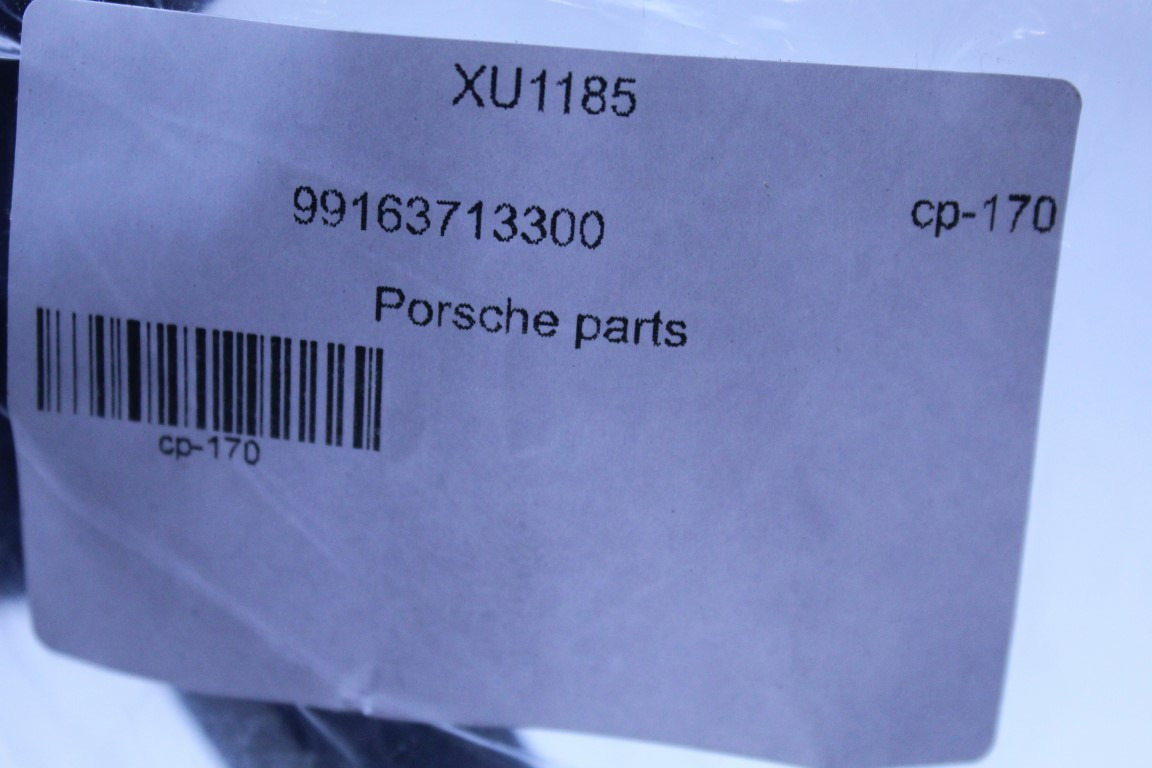 XU1185
99163713300 cp-170
Porsche parts
cp-170